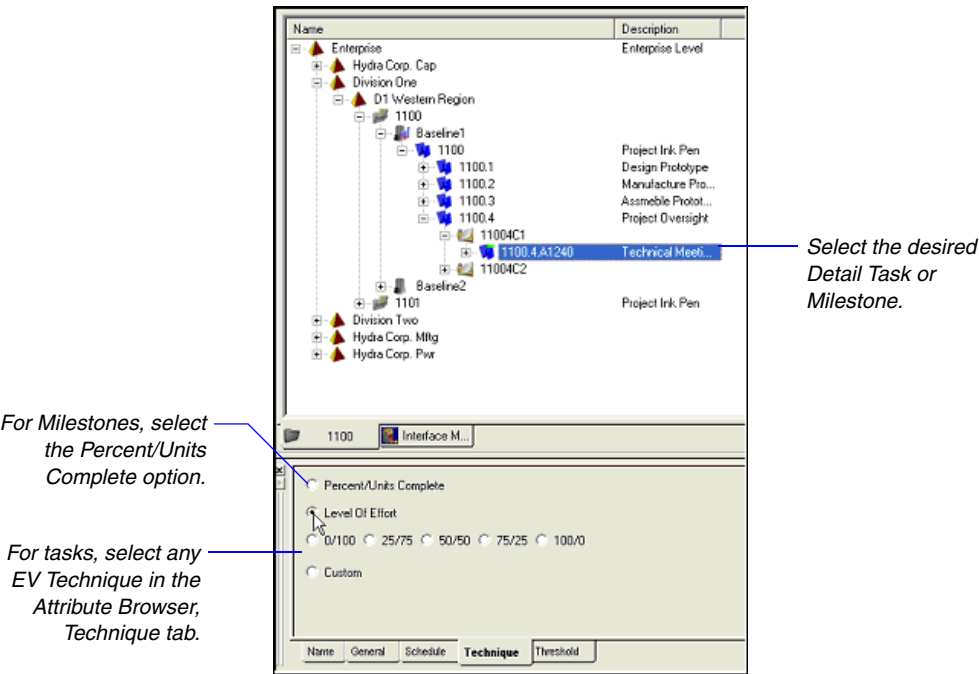 Name Description
Enterprise Enterprise Level
Hydra Corp. Cap
Division One
D1 Western Region
1100
Baseline1
1100 Project Ink Pen
1100.1 Design Prototype
1100.2 Manufacture Pro...
1100.3 Assmeble Protot...
1100.4 Project Oversight
11004C1
1100.4.A1240 Technical Meeti...
11004C2
Baseline2
1101 Project Ink Pen
Division Two
Hydra Corp. Mftg
Hydra Corp. Pwr
Select the desired
Detail Task or
Milestone.
1100 Interface M...
For Milestones, select
the Percent/Units
Complete option.
Percent/Units Complete
Level Of Effort
0/100 25/75 50/50 75/25 100/0
Custom
For tasks, select any
EV Technique in the
Attribute Browser,
Technique tab.
Name General Schedule Technique Threshold